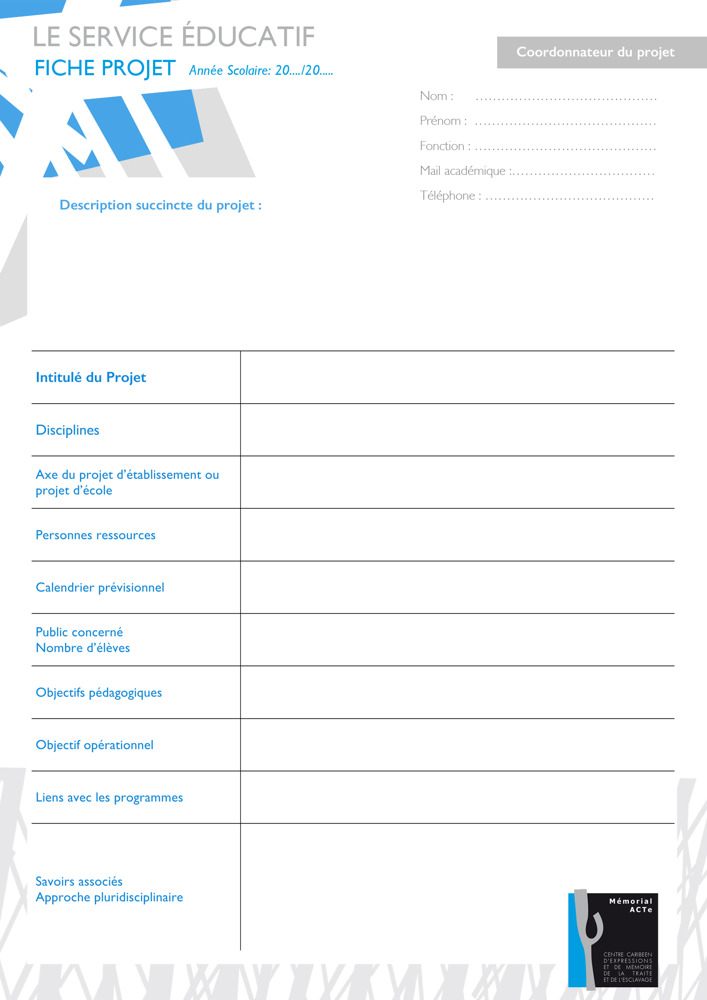 LE SERVICE ÉDUCATIF
FICHE PROJET Année Scolaire: 20..../20.....
Coordonnateur du projet
Nom : ..........................................
Prénom : ..........................................
Fonction : ..........................................
Mail académique :.................................
Téléphone : .......................................
Description succincte du projet :
Intitulé du Projet
Disciplines
Axe du projet d’établissement ou
projet d’école
Personnes ressources
Calendrier prévisionnel
Public concerné
Nombre d’élèves
Objectifs pédagogiques
Objectif opérationnel
Liens avec les programmes
Savoirs associés
Approche pluridisciplinaire
Mémorial
ACTe
CENTRE CARIBEEN
D'EXPRESSIONS
ET DE MEMOIRE
DE LA TRAITE
ET DE L'ESCLAVAGE